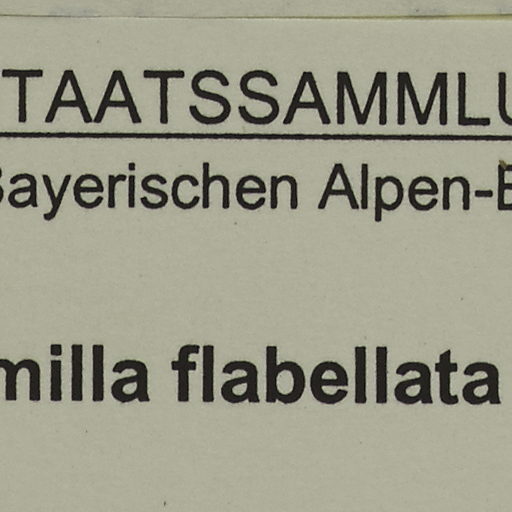 TAATSSAMMLU
Bayerischen Alpen-E
milla flabellata